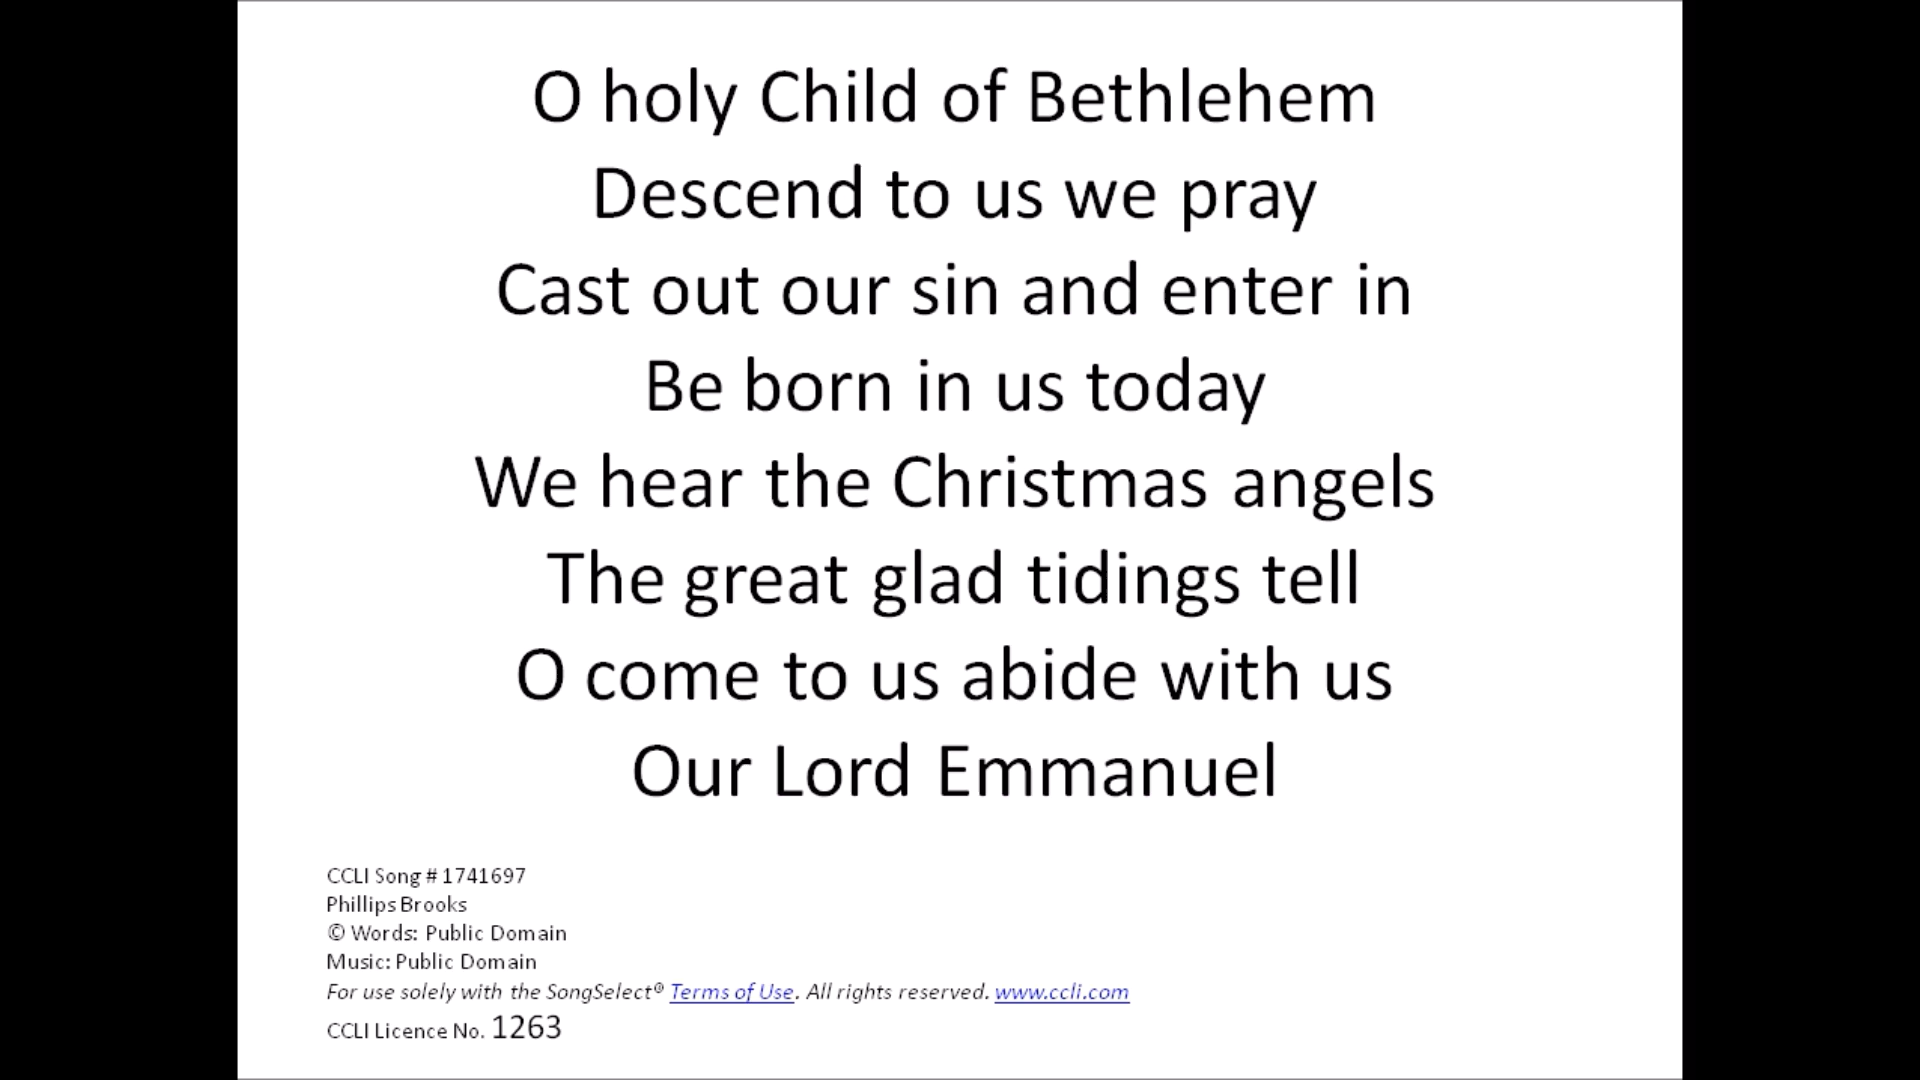 O holy Child of Bethlehem
Descend to us we pray
Cast out our sin and enter in
Be born in us today
We hear the Christmas angels
The great glad tidings tell
O come to us abide with us
Our Lord Emmanuel
CCLI Song # 1741697
Phillips Brooks
© Words: Public Domain
Music: Public Domain
For use solely with the SongSelect® Terms of Use. All rights reserved. www.ccli.com
CCLI Licence No. 1263